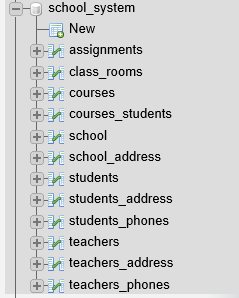 school_system
New
assignments
class_rooms
courses
courses_students
school
school_address
students
students_address
students_phones
teachers
teachers_address
teachers_phones